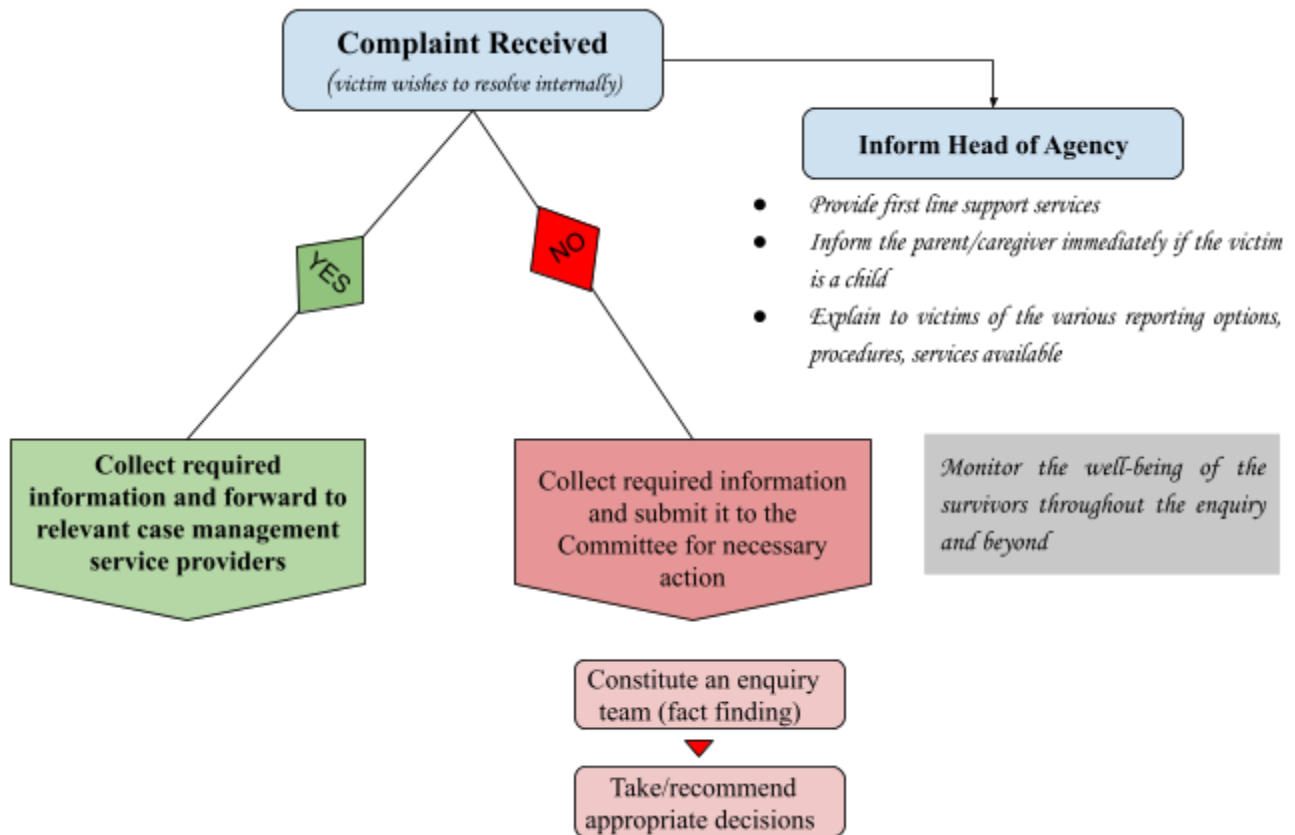 Complaint Received
(victim wishes to resolve internally)
Inform Head of Agency
● Provide first line support services
● Inform the parent/caregiver immediately if the victim
is a child
● Explain to victims of the various reporting options,
procedures, services available
YES
NO
Collect required
information and forward to
relevant case management
service providers
Collect required information
and submit it to the
Committee for necessary
action
Monitor the well-being of the
survivors throughout the enquiry
and beyond
Constitute an enquiry
team (fact finding)
Take/recommend
appropriate decisions